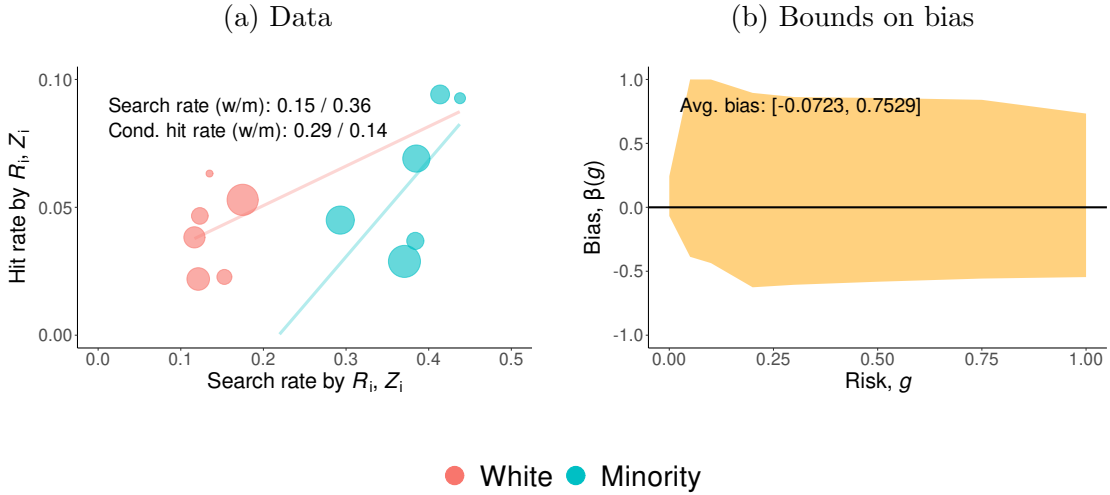 (a) Data
(b) Bounds on bias
Search rate (w/m): 0.15 / 0.36
Cond. hit rate (w/m): 0.29 / 0.14
Hit rate by Rᵢ, Zᵢ
0.10
0.05
0.00
0.0 0.1 0.2 0.3 0.4 0.5
Search rate by Rᵢ, Zᵢ
Avg. bias: [-0.0723, 0.7529]
Bias, β(g)
1.0
0.5
0.0
-0.5
-1.0
0.00 0.25 0.50 0.75 1.00
Risk, g
White Minority